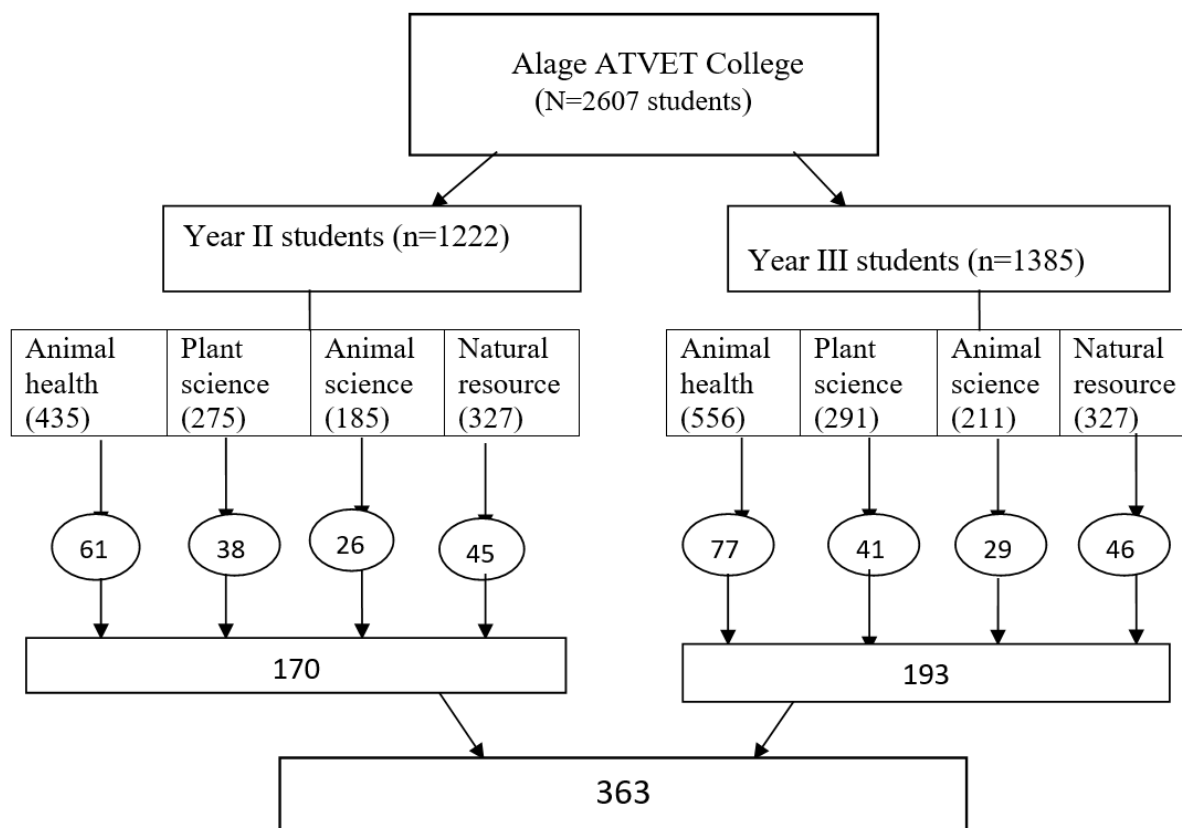 Alage ATVET College
(N=2607 students)
Year II students (n=1222)
Year III students (n=1385)
Animal
health
(435)
Plant
science
(275)
Animal
science
(185)
Natural
resource
(327)
Animal
health
(556)
Plant
science
(291)
Animal
science
(211)
Natural
resource
(327)
61
38
26
45
77
41
29
46
170
193
363